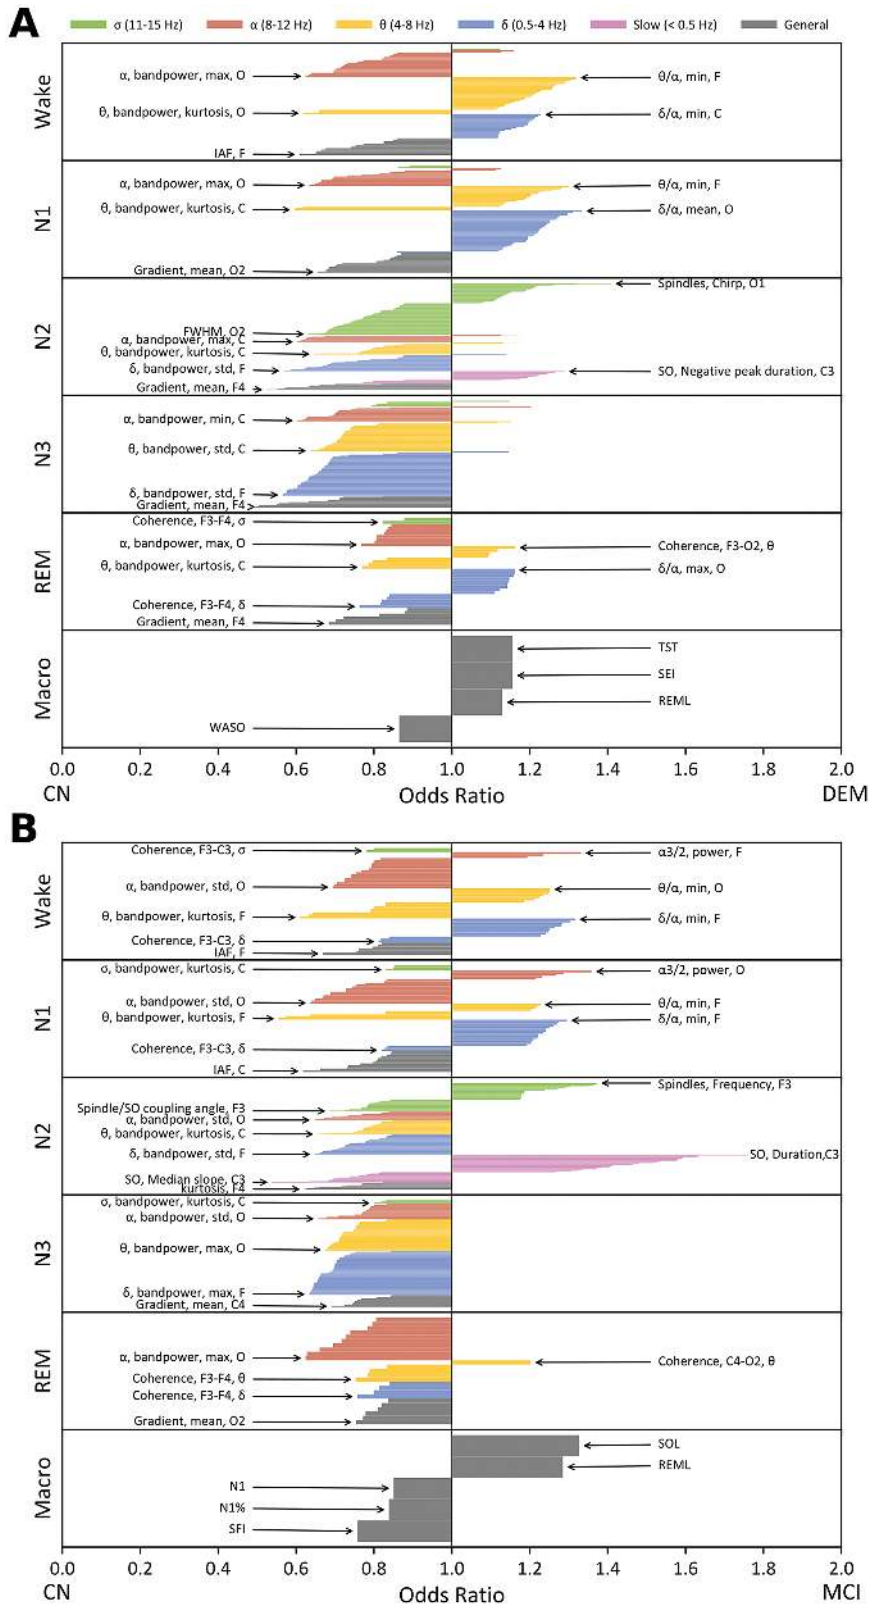 A
σ (11-15 Hz) α (8-12 Hz) θ (4-8 Hz) δ (0.5-4 Hz) Slow (< 0.5 Hz) General
Wake
α, bandpower, max, O
θ/α, min, F
θ, bandpower, kurtosis, O
δ/α, min, C
IAF, F
N1
α, bandpower, max, O
θ/α, min, F
θ, bandpower, kurtosis, C
δ/α, mean, O
Gradient, mean, O2
N2
Spindles, Chirp, O1
FWHM, O2
α, bandpower, max, C
θ, bandpower, kurtosis, C
δ, bandpower, std, F
SO, Negative peak duration, C3
Gradient, mean, F4
N3
α, bandpower, min, C
θ, bandpower, std, C
δ, bandpower, std, F
Gradient, mean, F4
REM
Coherence, F3-F4, σ
α, bandpower, max, O
Coherence, F3-O2, θ
θ, bandpower, kurtosis, C
δ/α, max, O
Coherence, F3-F4, δ
Gradient, mean, F4
Macro
TST
SEI
REML
WASO
0.0 0.2 0.4 0.6 0.8 1.0 1.2 1.4 1.6 1.8 2.0
CN Odds Ratio DEM
B
Wake
Coherence, F3-C3, σ
α3/2, power, F
α, bandpower, std, O
θ/α, min, O
θ, bandpower, kurtosis, F
δ/α, min, F
Coherence, F3-C3, δ
IAF, F
N1
σ, bandpower, kurtosis, C
α3/2, power, O
α, bandpower, std, O
θ/α, min, F
θ, bandpower, kurtosis, F
δ/α, min, F
Coherence, F3-C3, δ
IAF, C
N2
Spindles, Frequency, F3
Spindle/SO coupling angle, F3
α, bandpower, std, O
θ, bandpower, kurtosis, C
δ, bandpower, std, F
SO, Duration,C3
SO, Median slope, C3
kurtosis, F4
N3
σ, bandpower, kurtosis, C
α, bandpower, std, O
θ, bandpower, max, O
δ, bandpower, max, F
Gradient, mean, C4
REM
α, bandpower, max, O
Coherence, C4-O2, θ
Coherence, F3-F4, θ
Coherence, F3-F4, δ
Gradient, mean, O2
Macro
SOL
REML
N1
N1%
SFI
0.0 0.2 0.4 0.6 0.8 1.0 1.2 1.4 1.6 1.8 2.0
CN Odds Ratio MCI